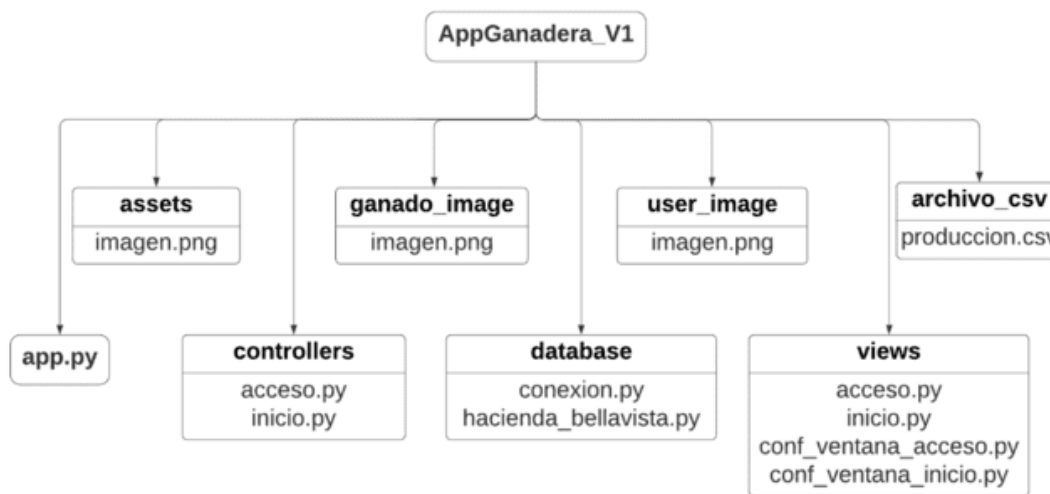 AppGanadera_V1
assets
imagen.png
ganado_image
imagen.png
user_image
imagen.png
archivo_csv
produccion.csv
app.py
controllers
acceso.py
inicio.py
database
conexion.py
hacienda_bellavista.py
views
acceso.py
inicio.py
conf_ventana_acceso.py
conf_ventana_inicio.py